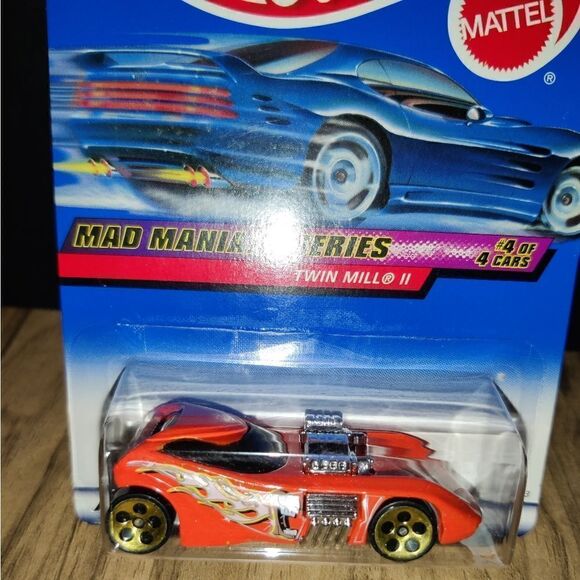 MATTEL
®
MAD MANIA SERIES
#4 OF
4 CARS
TWIN MILL® II